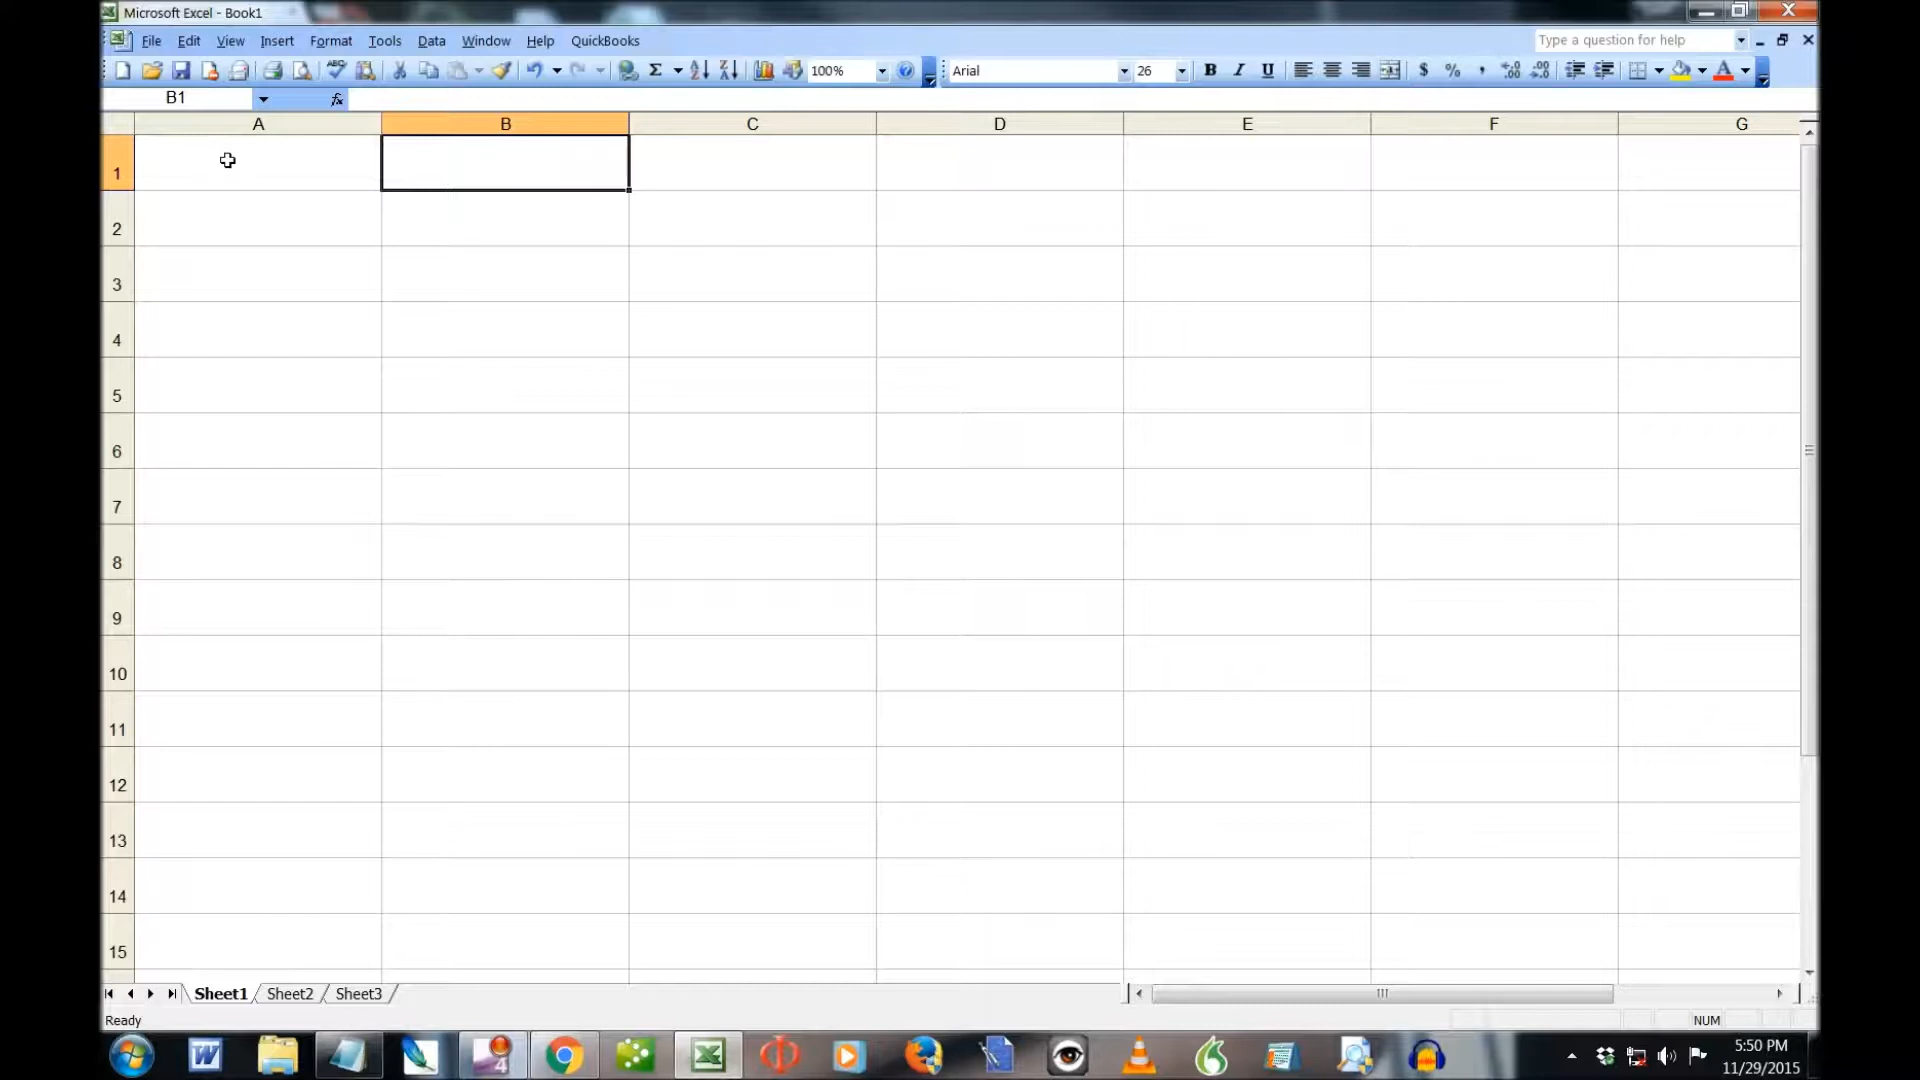 Microsoft Excel - Book1
File Edit View Insert Format Tools Data Window Help QuickBooks
Type a question for help
100%
Arial
26
B I U $ % ,
B1
fx
A B C D E F G
1
2
3
4
5
6
7
8
9
10
11
12
13
14
15
Sheet1 Sheet2 Sheet3
Ready
NUM
5:50 PM
11/29/2015